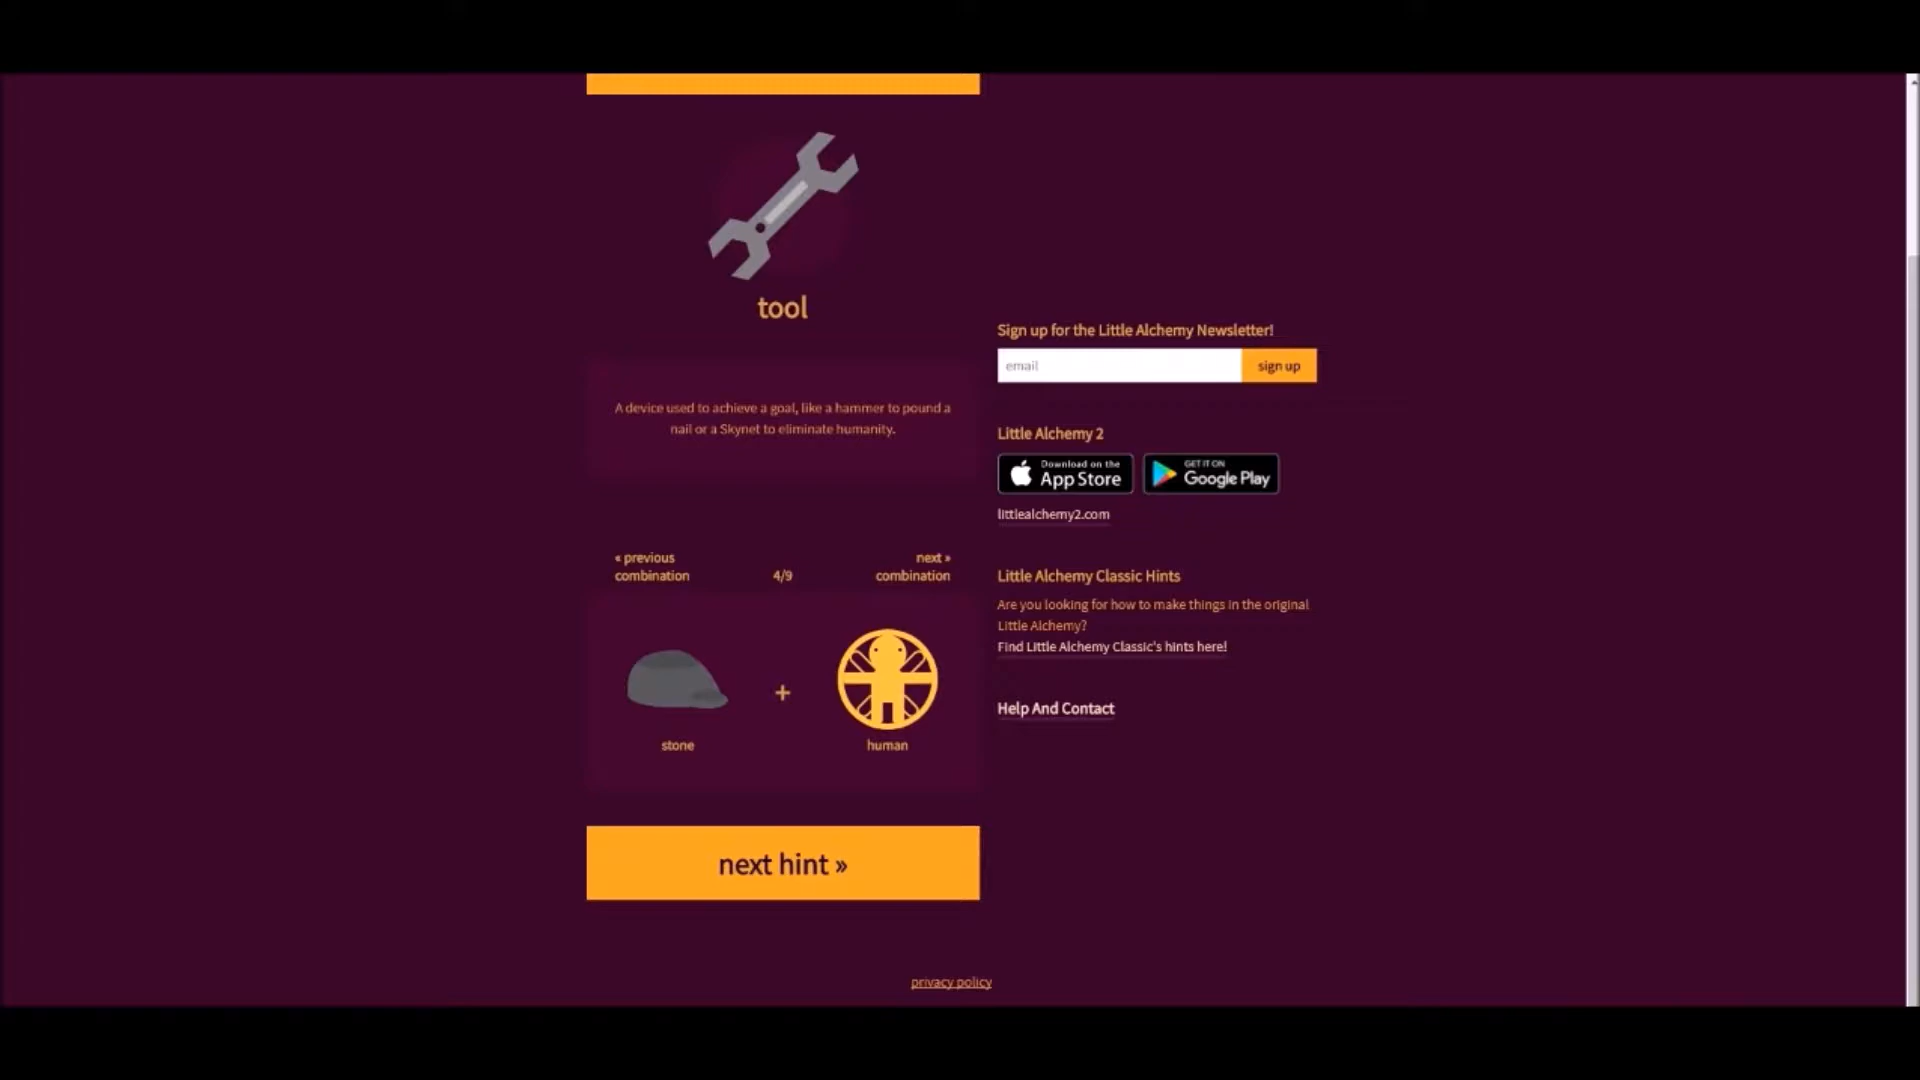 tool
A device used to achieve a goal, like a hammer to pound a
nail or a Skynet to eliminate humanity.
« previous
combination
4/9
next »
combination
+
stone
human
next hint »
Sign up for the Little Alchemy Newsletter!
email
sign up
Little Alchemy 2
Download on the
App Store
GET IT ON
Google Play
littlealchemy2.com
Little Alchemy Classic Hints
Are you looking for how to make things in the original
Little Alchemy?
Find Little Alchemy Classic's hints here!
Help And Contact
privacy policy